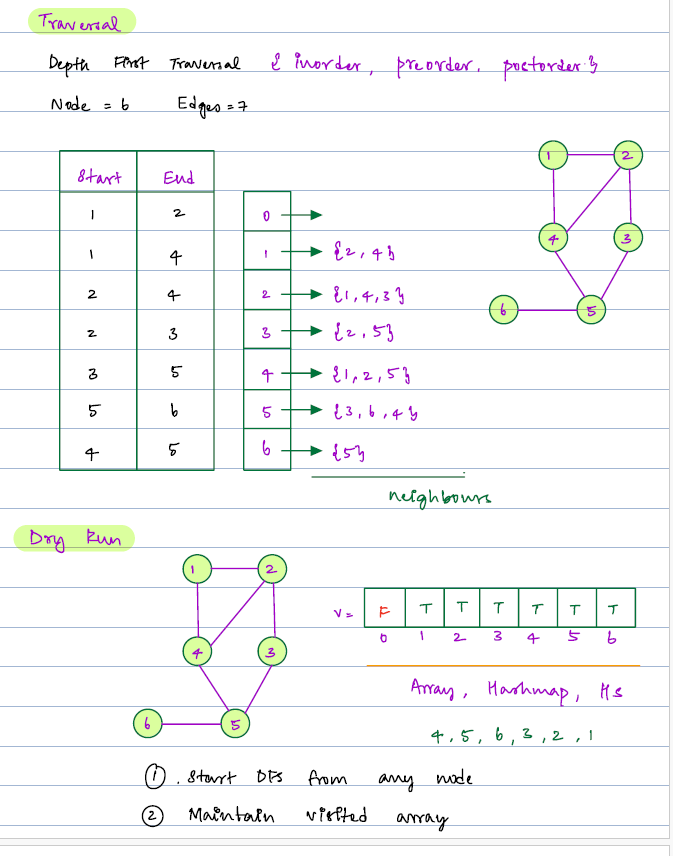 Traversal
Depth First Traversal { inorder, preorder, postorder }
Node = 6 Edges = 7
Start End
1 2
1 4
2 4
2 3
3 5
5 6
4 5
0 →
1 → {2, 4}
2 → {1, 4, 3}
3 → {2, 5}
4 → {1, 2, 5}
5 → {3, 6, 4}
6 → {5}
neighbours
1 2
4 3
6 5
Dry Run
1 2
4 3
6 5
V = F T T T T T T
0 1 2 3 4 5 6
Array, Hashmap, HS
4, 5, 6, 3, 2, 1
① . Start DFS from any node
② Maintain visited array